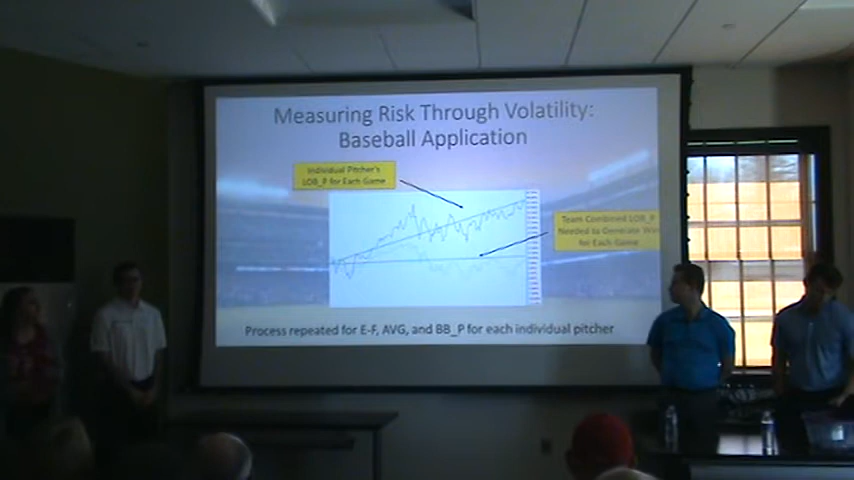 Measuring Risk Through Volatility:
Baseball Application
Individual Pitcher's
LOB_P for Each Game
Team Combined LOB_P
Needed to Generate
for Each Game
Process repeated for E-F, AVG, and BB_P for each individual pitcher